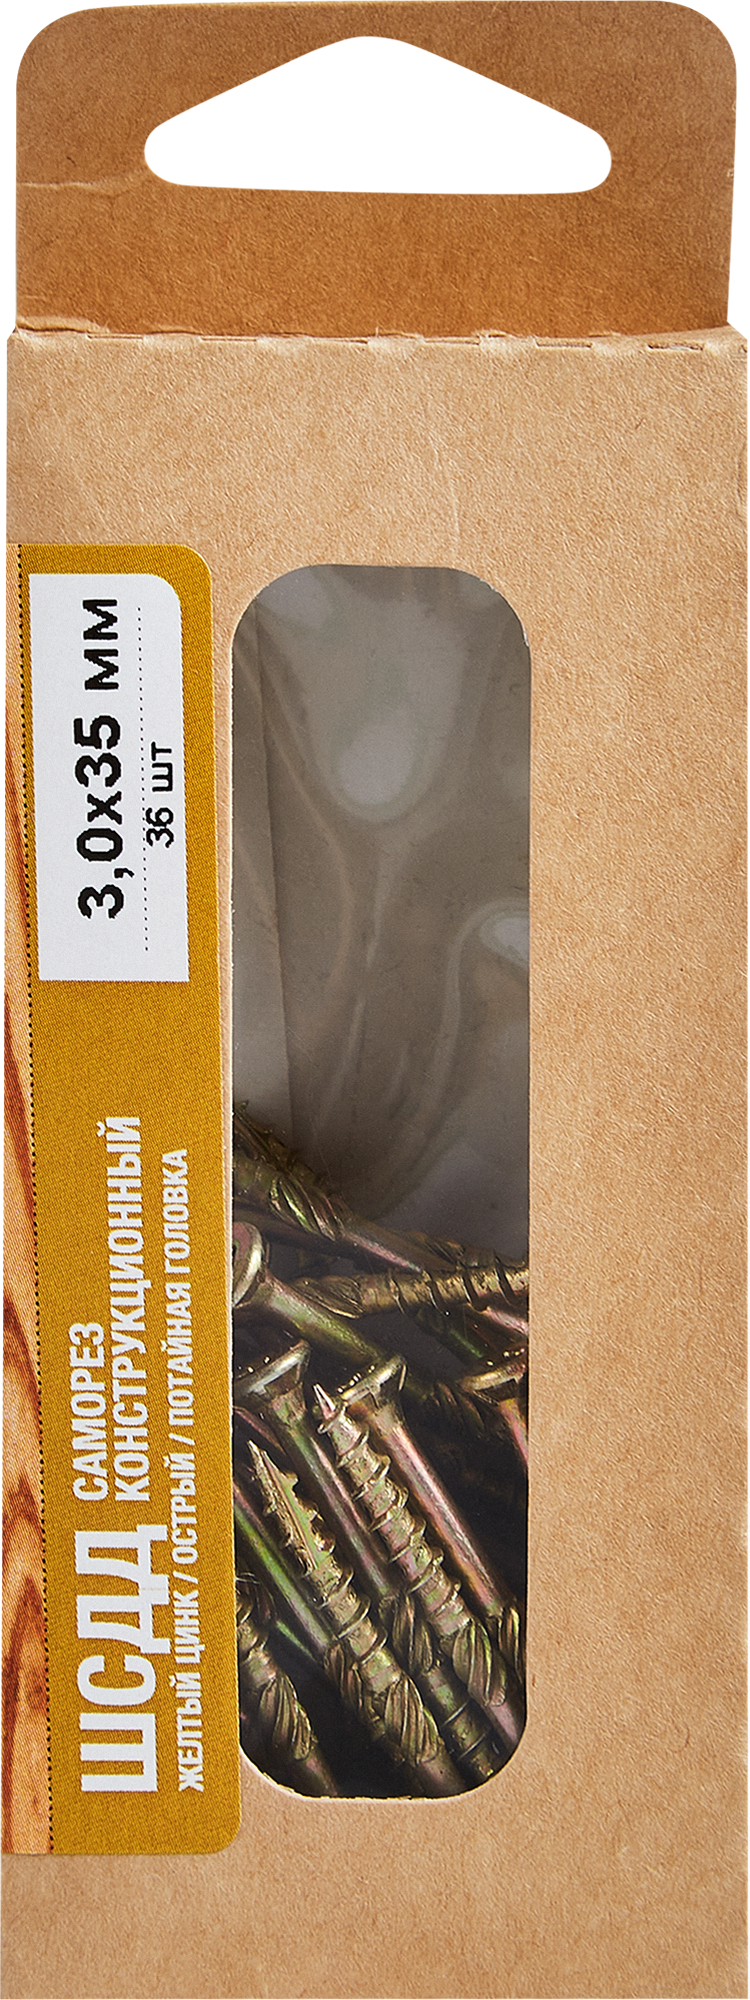 ШСДД
САМОРЕЗ
КОНСТРУКЦИОННЫЙ
ЖЕЛТЫЙ ЦИНК / ОСТРЫЙ / ПОТАЙНАЯ ГОЛОВКА
3,0x35 мм
36 шт